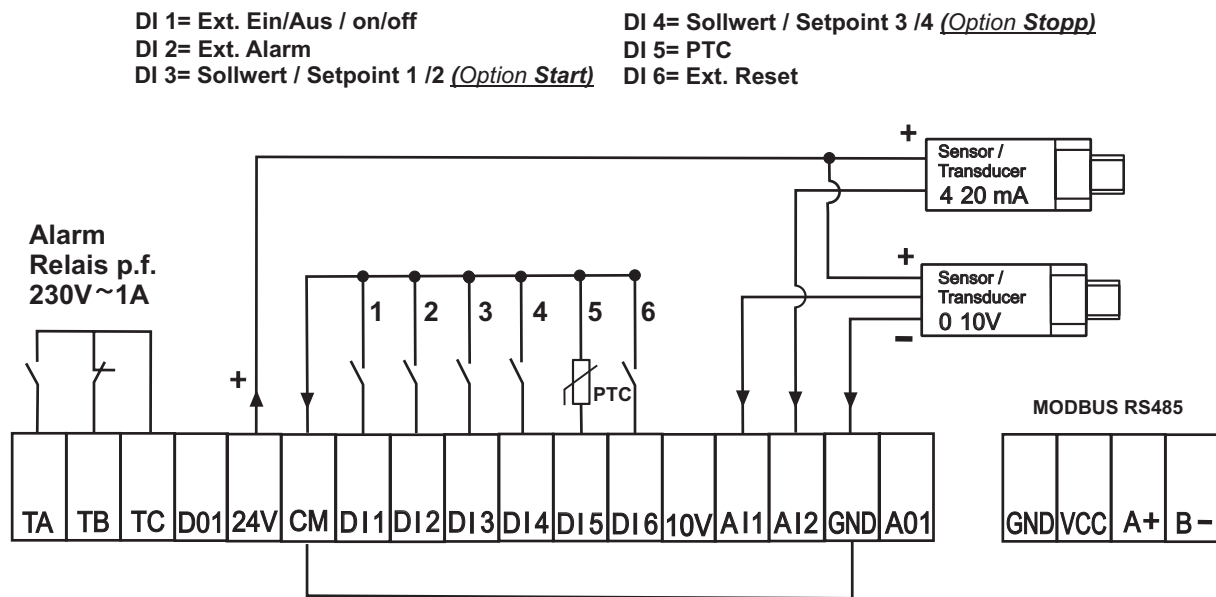 DI 1= Ext. Ein/Aus / on/off
DI 2= Ext. Alarm
DI 3= Sollwert / Setpoint 1 /2 (Option Start)
DI 4= Sollwert / Setpoint 3 /4 (Option Stopp)
DI 5= PTC
DI 6= Ext. Reset
+
Sensor /
Transducer
4 20 mA
Alarm
Relais p.f.
230V~1A
+
Sensor /
Transducer
0 10V
−
1 2 3 4 5 6
+
PTC
MODBUS RS485
TA TB TC D01 24V CM DI1 DI2 DI3 DI4 DI5 DI6 10V AI1 AI2 GND A01
GND VCC A+ B−